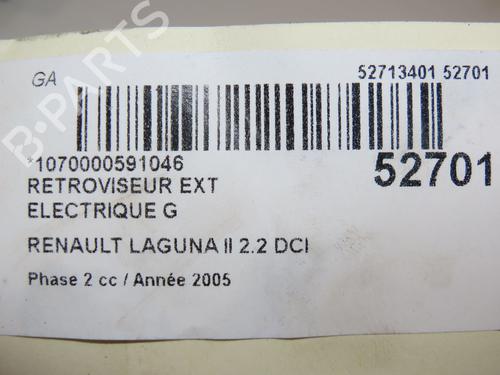 GA
52713401 52701
*1070000591046
52701
RETROVISEUR EXT
ELECTRIQUE G
RENAULT LAGUNA II 2.2 DCI
Phase 2 cc / Année 2005
B-PARTS